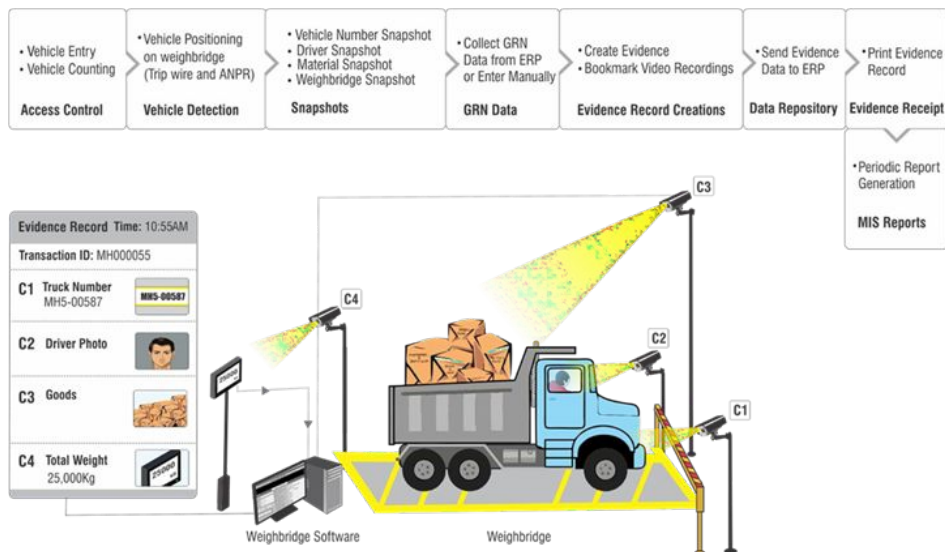 • Vehicle Entry
• Vehicle Counting
Access Control
• Vehicle Positioning
on weighbridge
(Trip wire and ANPR)
Vehicle Detection
• Vehicle Number Snapshot
• Driver Snapshot
• Material Snapshot
• Weighbridge Snapshot
Snapshots
• Collect GRN
Data from ERP
or Enter Manually
GRN Data
• Create Evidence
• Bookmark Video Recordings
Evidence Record Creations
• Send Evidence
Data to ERP
Data Repository
• Print Evidence
Record
Evidence Receipt
• Periodic Report
Generation
MIS Reports
Evidence Record Time: 10:55AM
Transaction ID: MH000055
C1 Truck Number
MH5-00587
MH5-00587
C2 Driver Photo
C3 Goods
C4 Total Weight
25,000Kg
25000
C3
C4
C2
C1
25000
Weighbridge Software
Weighbridge